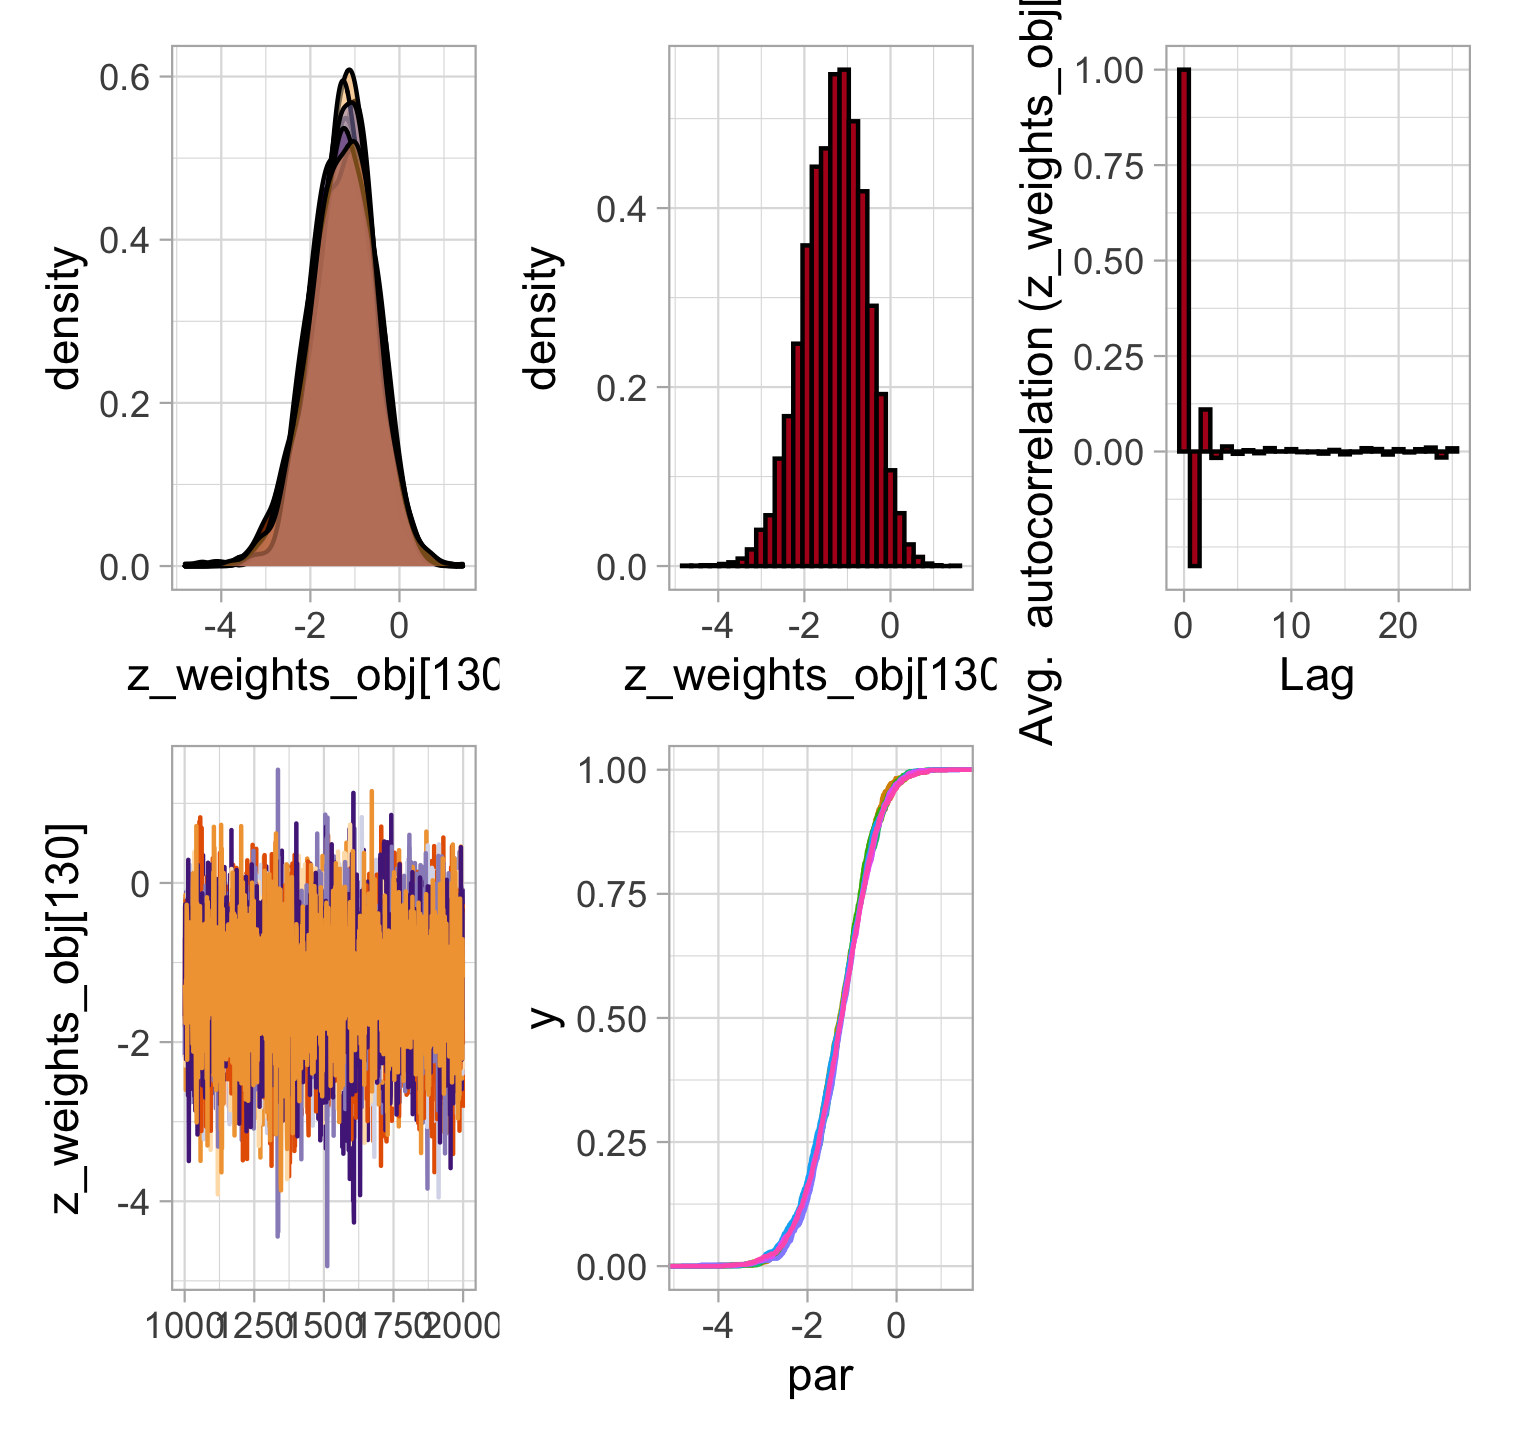 0.6
0.4
0.2
0.0
density
-4 -2 0
z_weights_obj[130
0.4
0.2
0.0
density
-4 -2 0
z_weights_obj[130
Avg. autocorrelation (z_weights_obj[
1.00
0.75
0.50
0.25
0.00
0 10 20
Lag
z_weights_obj[130]
0
-2
-4
1000 1250 1500 1750 2000
y
1.00
0.75
0.50
0.25
0.00
-4 -2 0
par